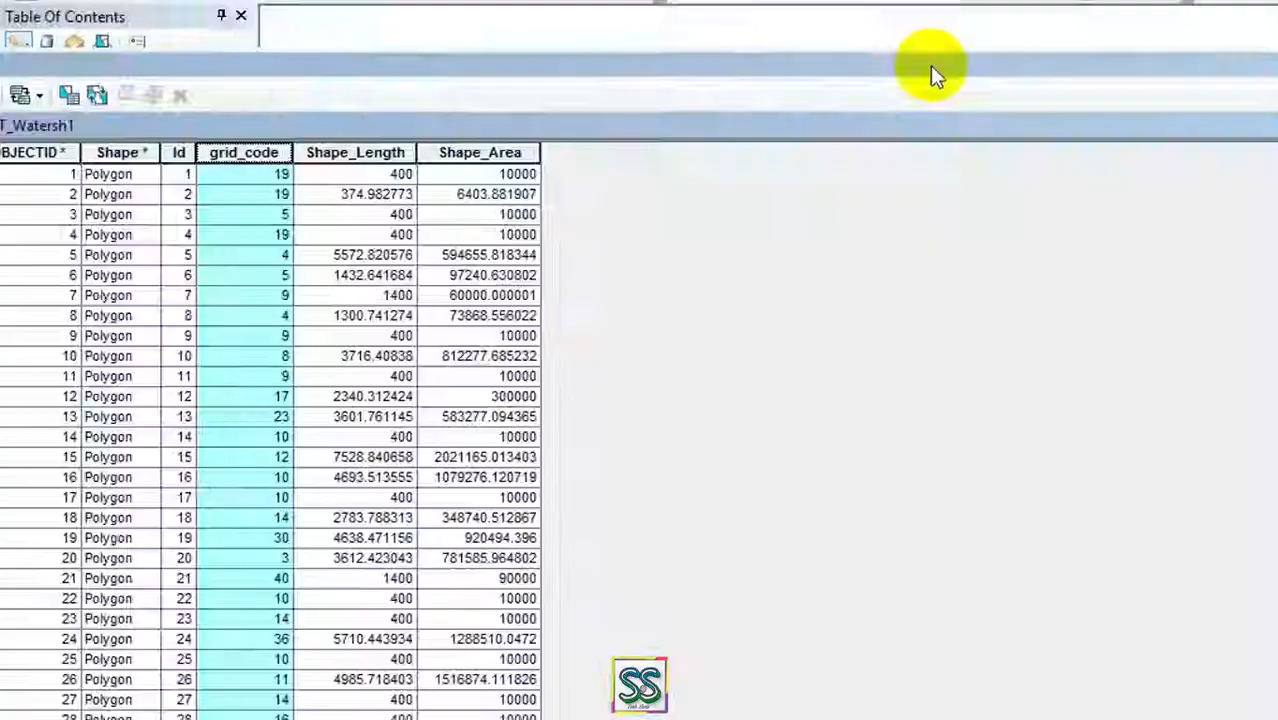 Table Of Contents
T_Watersh1
BJECTID * Shape * Id grid_code Shape_Length Shape_Area
1 Polygon 1 19 400 10000
2 Polygon 2 19 374.982773 6403.881907
3 Polygon 3 5 400 10000
4 Polygon 4 19 400 10000
5 Polygon 5 4 5572.820576 594655.818344
6 Polygon 6 5 1432.641684 97240.630802
7 Polygon 7 9 1400 60000.000001
8 Polygon 8 4 1300.741274 73868.556022
9 Polygon 9 9 400 10000
10 Polygon 10 8 3716.40838 812277.685232
11 Polygon 11 9 400 10000
12 Polygon 12 17 2340.312424 300000
13 Polygon 13 23 3601.761145 583277.094365
14 Polygon 14 10 400 10000
15 Polygon 15 12 7528.840658 2021165.013403
16 Polygon 16 10 4693.513555 1079276.120719
17 Polygon 17 10 400 10000
18 Polygon 18 14 2783.788313 348740.512867
19 Polygon 19 30 4638.471156 920494.396
20 Polygon 20 3 3612.423043 781585.964802
21 Polygon 21 40 1400 90000
22 Polygon 22 10 400 10000
23 Polygon 23 14 400 10000
24 Polygon 24 36 5710.443934 1288510.0472
25 Polygon 25 10 400 10000
26 Polygon 26 11 4985.718403 1516874.111826
27 Polygon 27 14 400 10000
28 Polygon 28 16 400 10000
SS